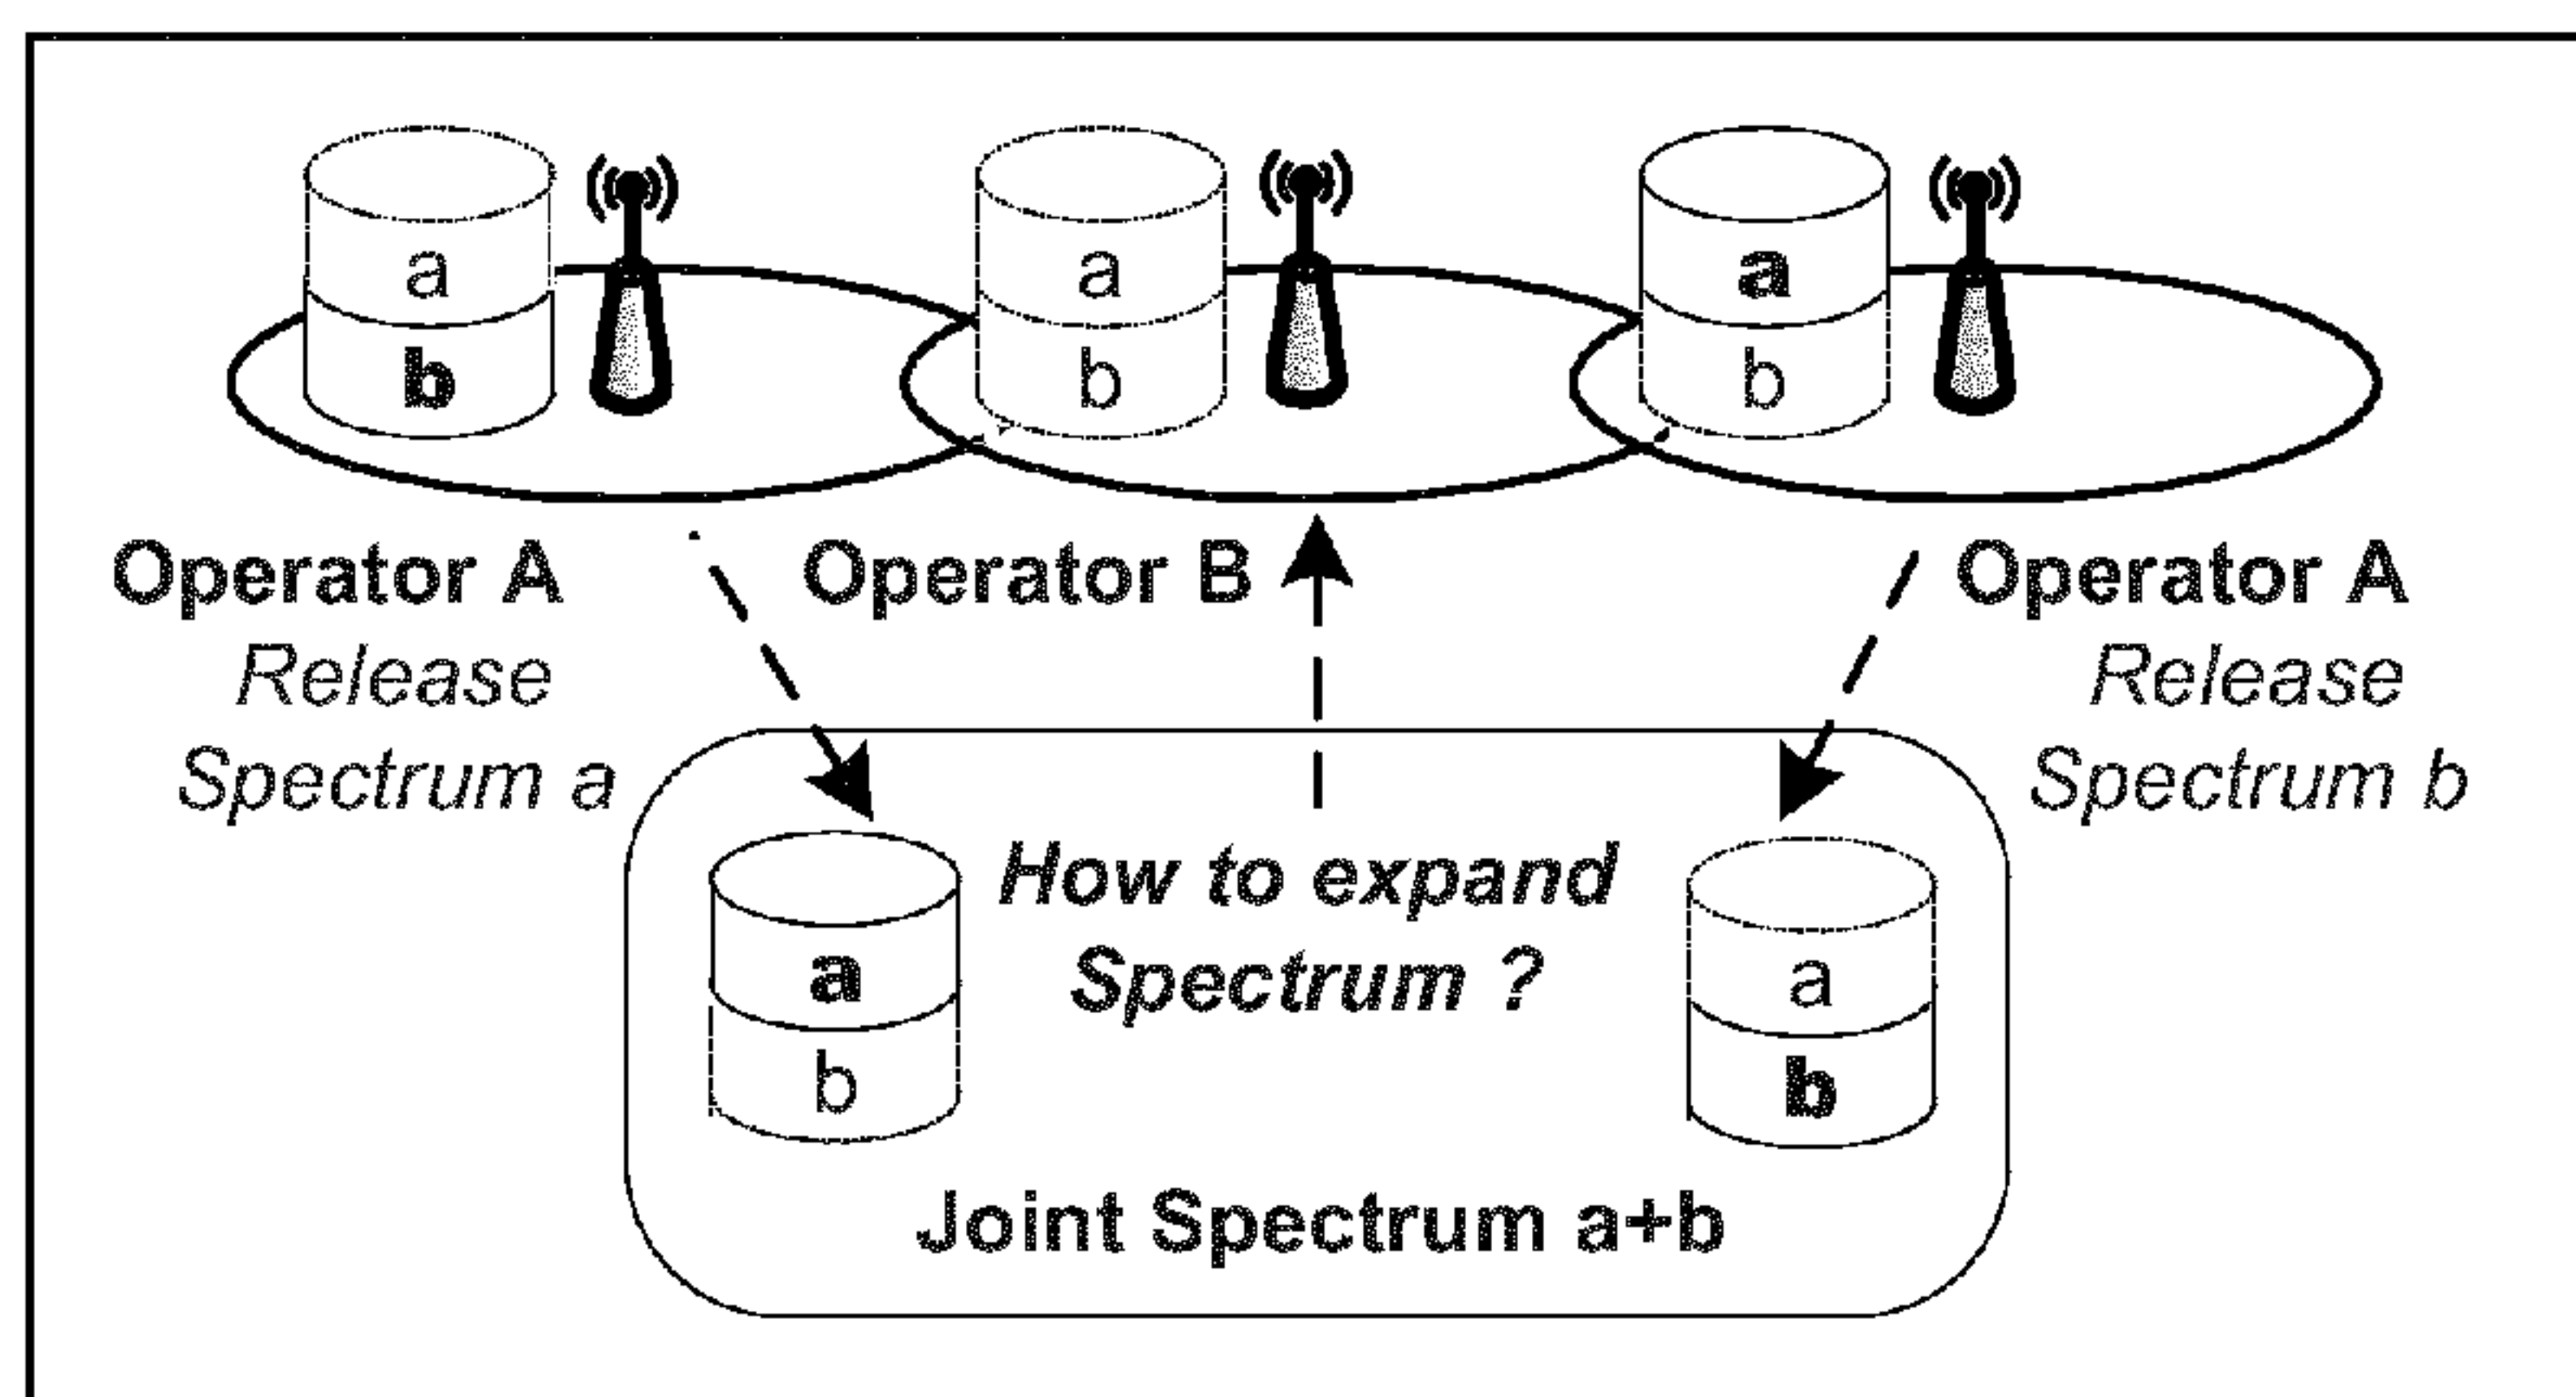 a
b
a
b
a
b
Operator A
Release
Spectrum a
Operator B
Operator A
Release
Spectrum b
How to expand
Spectrum ?
a
b
a
b
Joint Spectrum a+b